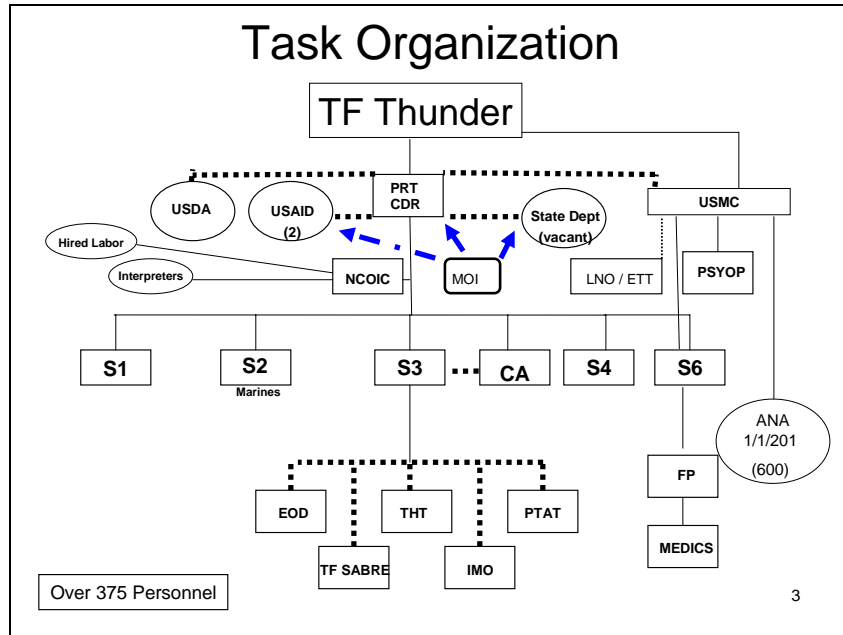 Task Organization
TF Thunder
PRT
CDR
USDA
USAID
(2)
State Dept
(vacant)
USMC
Hired Labor
Interpreters
NCOIC
MOI
LNO / ETT
PSYOP
S1
S2
Marines
S3
CA
S4
S6
ANA
1/1/201
(600)
FP
EOD
THT
PTAT
MEDICS
TF SABRE
IMO
Over 375 Personnel
3